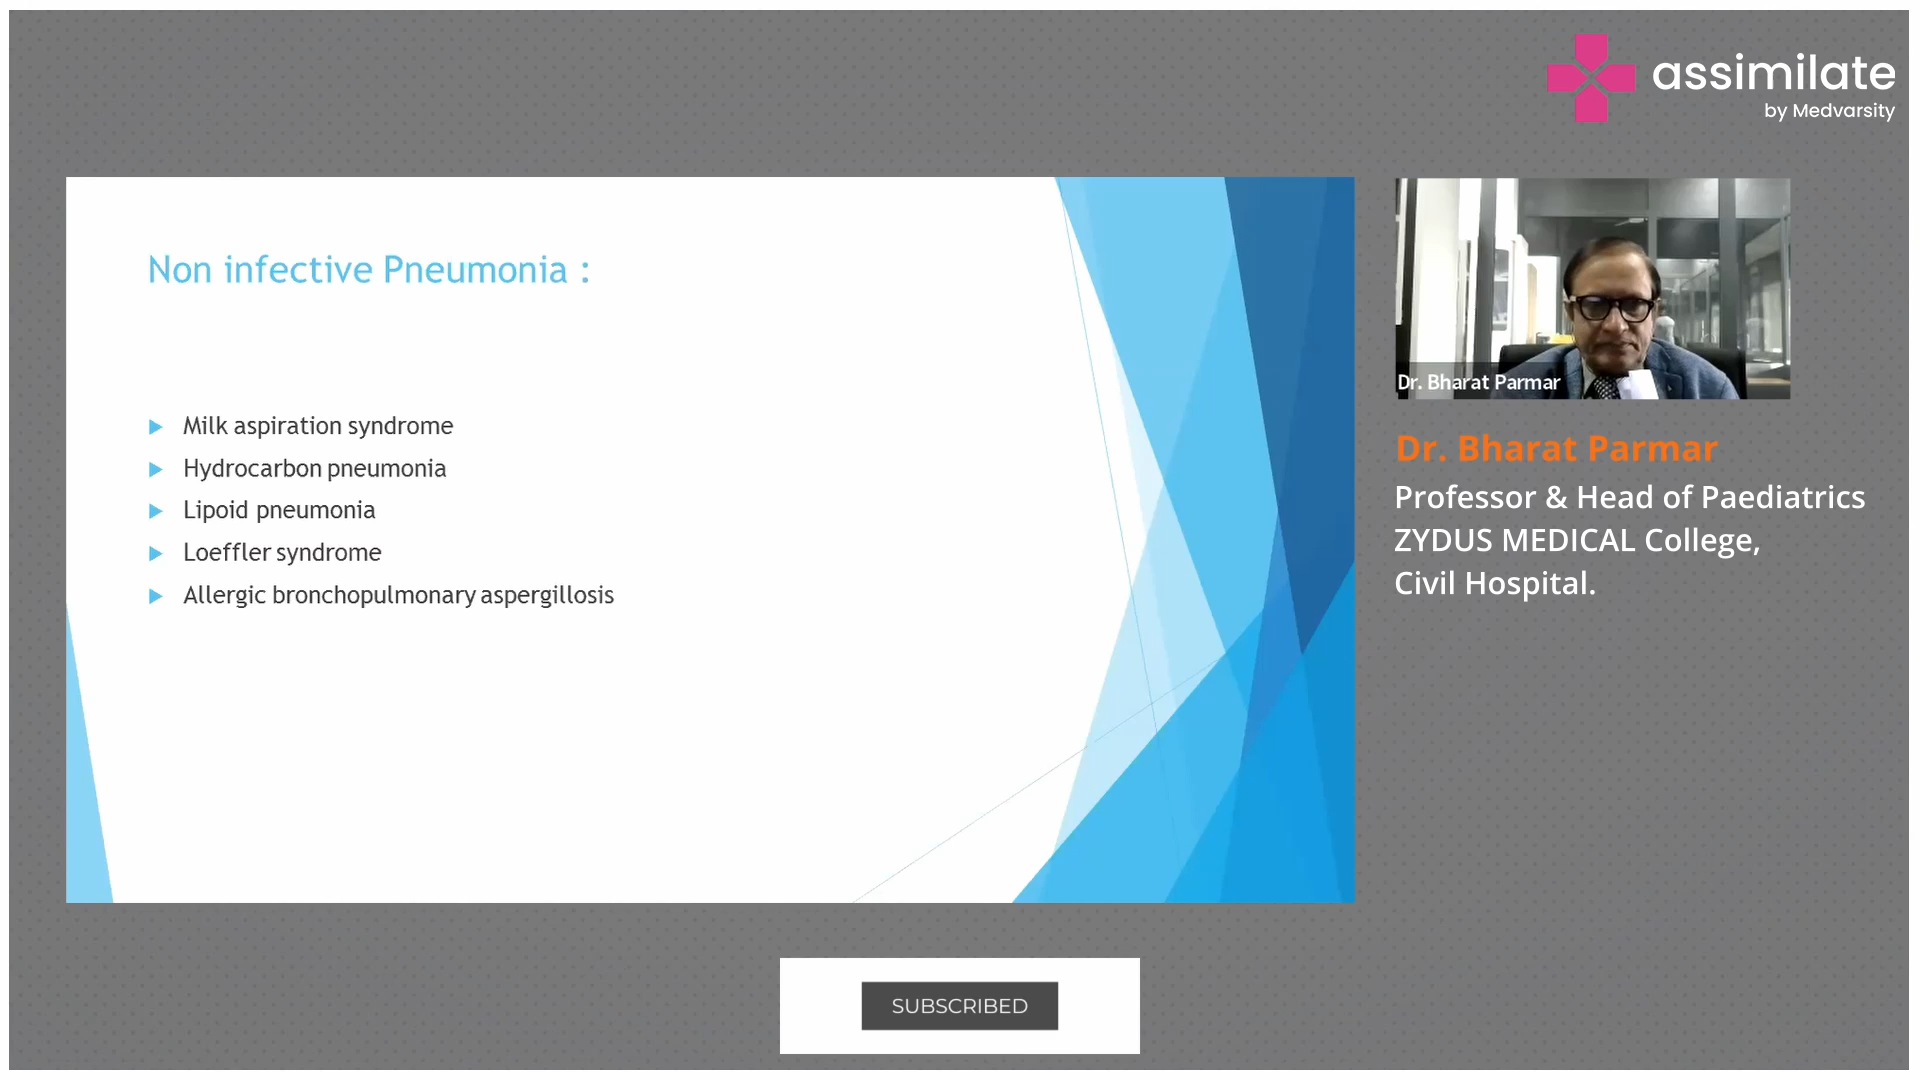 assimilate
by Medvarsity
Non infective Pneumonia :
Milk aspiration syndrome
Hydrocarbon pneumonia
Lipoid pneumonia
Loeffler syndrome
Allergic bronchopulmonary aspergillosis
Dr. Bharat Parmar
Dr. Bharat Parmar
Professor & Head of Paediatrics
ZYDUS MEDICAL College,
Civil Hospital.
SUBSCRIBED